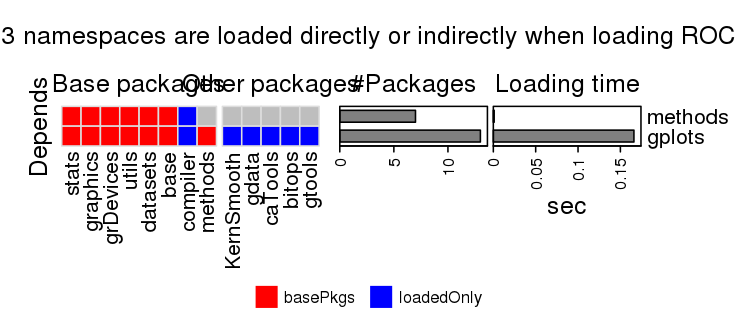 3 namespaces are loaded directly or indirectly when loading ROC
Base packages
Other packages
#Packages
Loading time
Depends
methods
gplots
stats
graphics
grDevices
utils
datasets
base
compiler
methods
KernSmooth
gdata
caTools
bitops
gtools
0
5
10
0
0.05
0.1
0.15
sec
basePkgs
loadedOnly